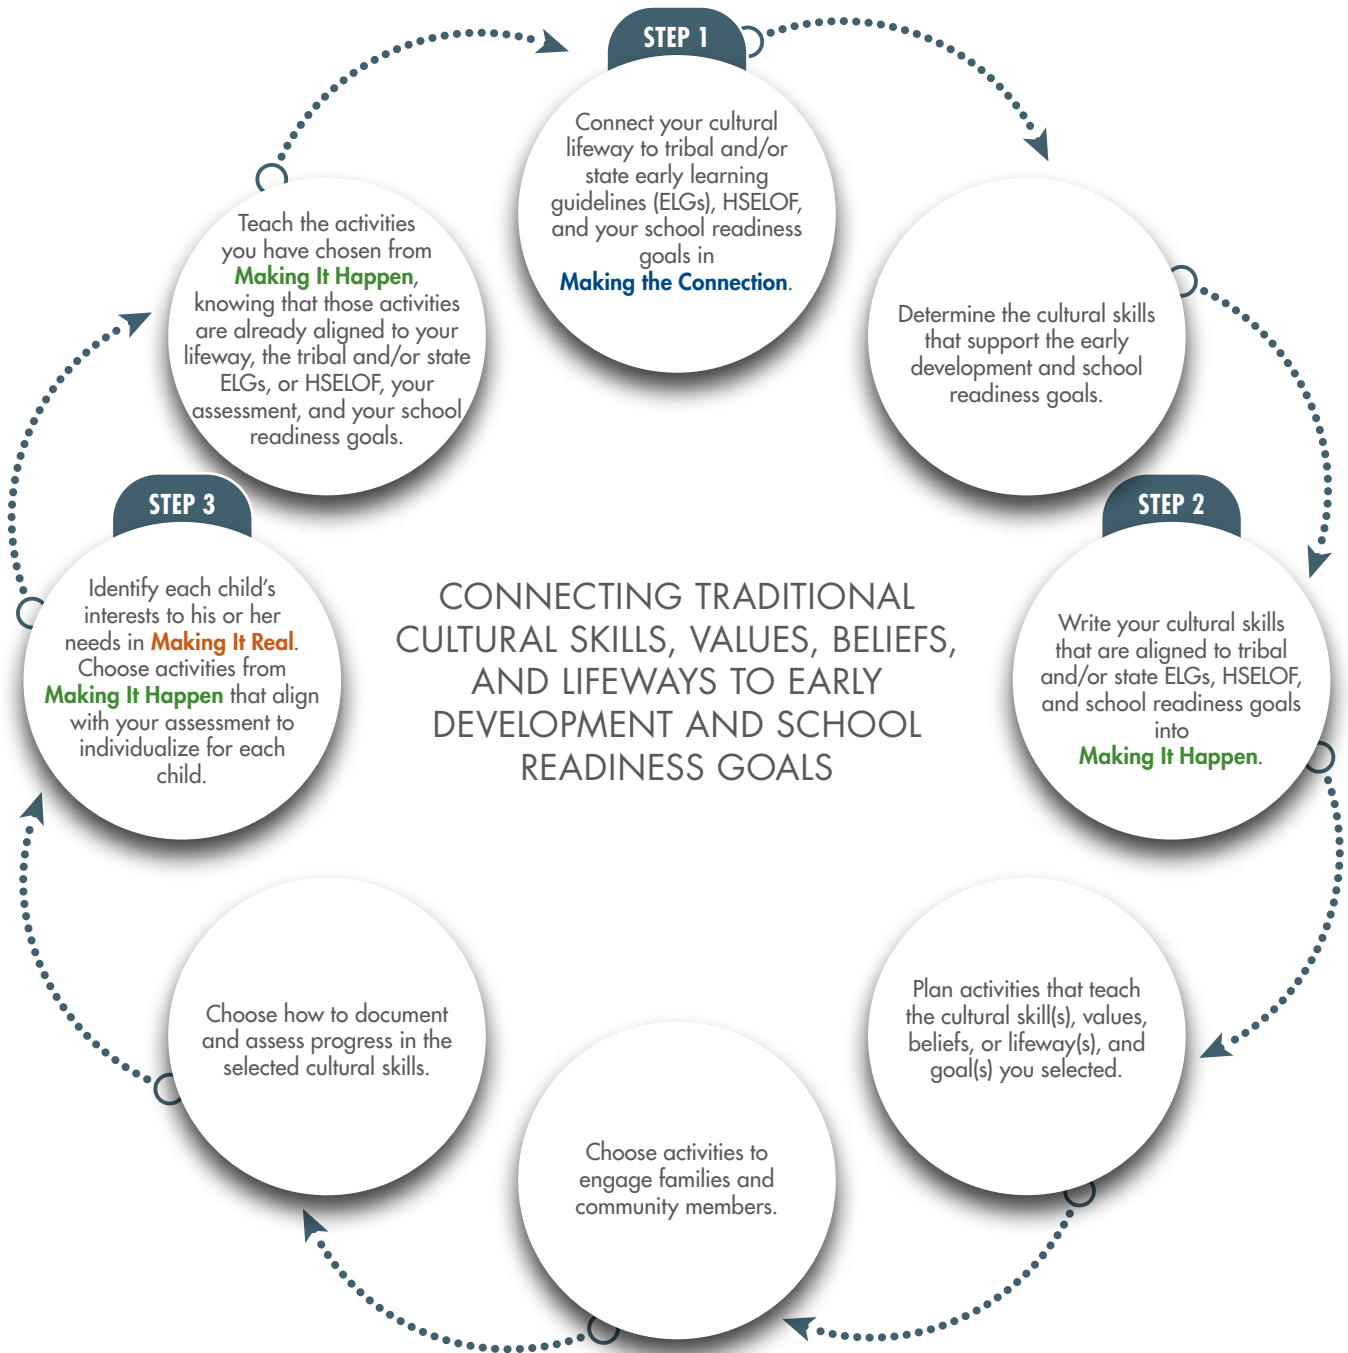 STEP 1
Connect your cultural
lifeway to tribal and/or
state early learning
guidelines (ELGs), HSELOF,
and your school readiness
goals in
Making the Connection.
Determine the cultural skills
that support the early
development and school
readiness goals.
STEP 2
Write your cultural skills
that are aligned to tribal
and/or state ELGs, HSELOF,
and school readiness goals
into
Making It Happen.
Plan activities that teach
the cultural skill(s), values,
beliefs, or lifeway(s), and
goal(s) you selected.
Choose activities to
engage families and
community members.
Choose how to document
and assess progress in the
selected cultural skills.
STEP 3
Identify each child’s
interests to his or her
needs in Making It Real.
Choose activities from
Making It Happen that align
with your assessment to
individualize for each
child.
Teach the activities
you have chosen from
Making It Happen,
knowing that those activities
are already aligned to your
lifeway, the tribal and/or state
ELGs, or HSELOF, your
assessment, and your school
readiness goals.
CONNECTING TRADITIONAL
CULTURAL SKILLS, VALUES, BELIEFS,
AND LIFEWAYS TO EARLY
DEVELOPMENT AND SCHOOL
READINESS GOALS